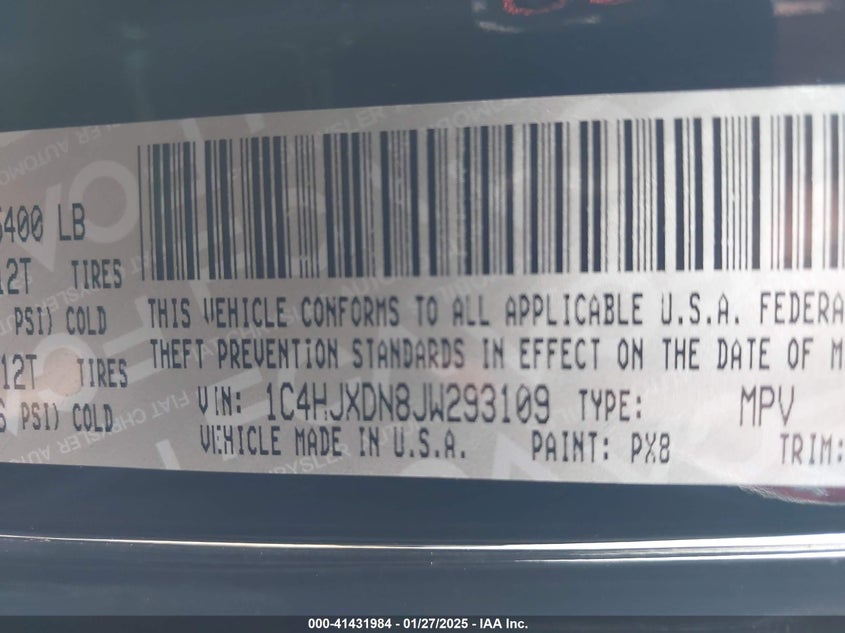 5400 LB
12T TIRES
PSI) COLD
12T TIRES
6 PSI) COLD
THIS VEHICLE CONFORMS TO ALL APPLICABLE U.S.A. FEDERA
THEFT PREVENTION STANDARDS IN EFFECT ON THE DATE OF M
VIN: 1C4HJXDN8JW293109 TYPE: MPV
VEHICLE MADE IN U.S.A. PAINT: PX8 TRIM:
000-41431984 | 01/27/2025 - IAA Inc.